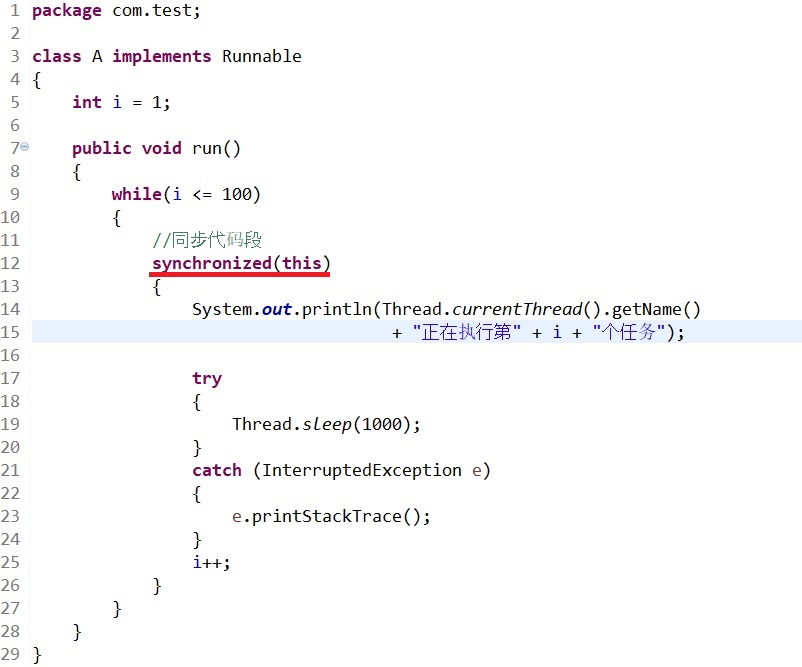 1 package com.test;
2
3 class A implements Runnable
4 {
5     int i = 1;
6
7     public void run()
8     {
9         while(i <= 100)
10         {
11             //同步代码段
12             synchronized(this)
13             {
14                 System.out.println(Thread.currentThread().getName()
15                                     + "正在执行第" + i + "个任务");
16
17                 try
18                 {
19                     Thread.sleep(1000);
20                 }
21                 catch (InterruptedException e)
22                 {
23                     e.printStackTrace();
24                 }
25                 i++;
26             }
27         }
28     }
29 }